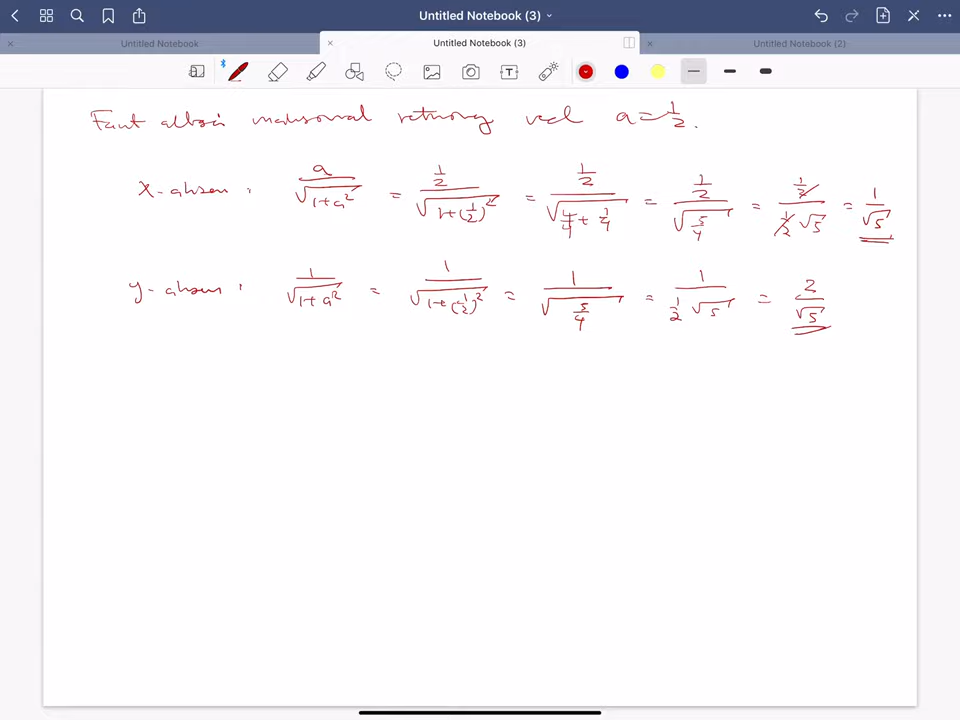 Untitled Notebook (3)
Untitled Notebook
Untitled Notebook (3)
Untitled Notebook (2)
Fant altså maksimal retning ved a = 1/2.
x-aksen : a/√(1+a²) = (1/2)/√(1+(1/2)²) = (1/2)/√(4/4 + 1/4) = (1/2)/√(5/4) = (1/2)/(1/2 √5) = 1/√5
y-aksen : 1/√(1+a²) = 1/√(1+(1/2)²) = 1/√(5/4) = 1/(1/2 √5) = 2/√5